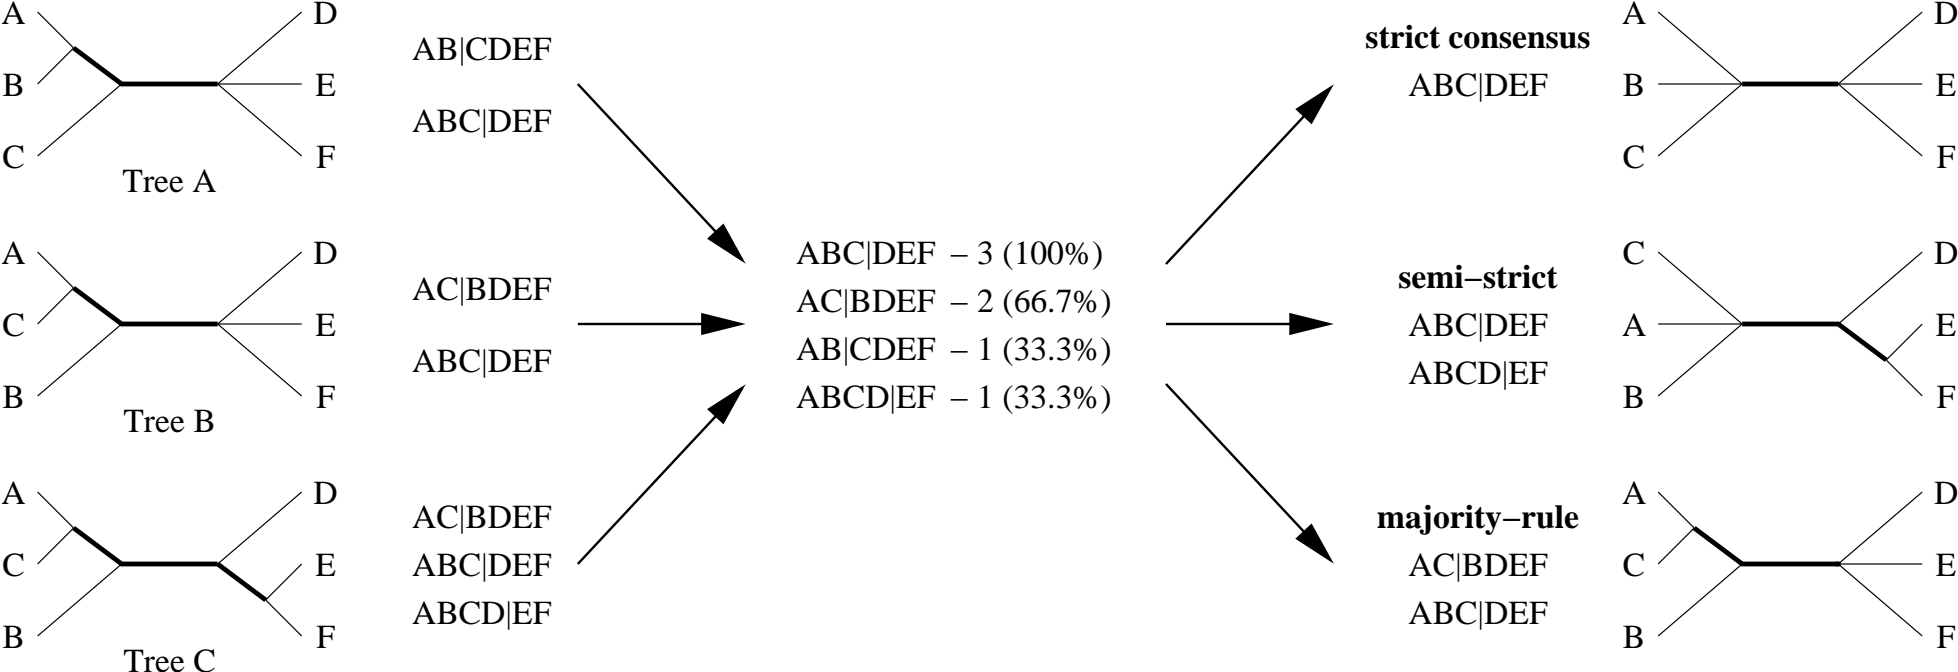 A
B
C
D
E
F
Tree A
AB|CDEF
ABC|DEF
A
C
B
D
E
F
Tree B
AC|BDEF
ABC|DEF
A
C
B
D
E
F
Tree C
AC|BDEF
ABC|DEF
ABCD|EF
ABC|DEF – 3 (100%)
AC|BDEF – 2 (66.7%)
AB|CDEF – 1 (33.3%)
ABCD|EF – 1 (33.3%)
strict consensus
ABC|DEF
A
B
C
D
E
F
semi–strict
ABC|DEF
ABCD|EF
C
A
B
D
E
F
majority–rule
AC|BDEF
ABC|DEF
A
C
B
D
E
F